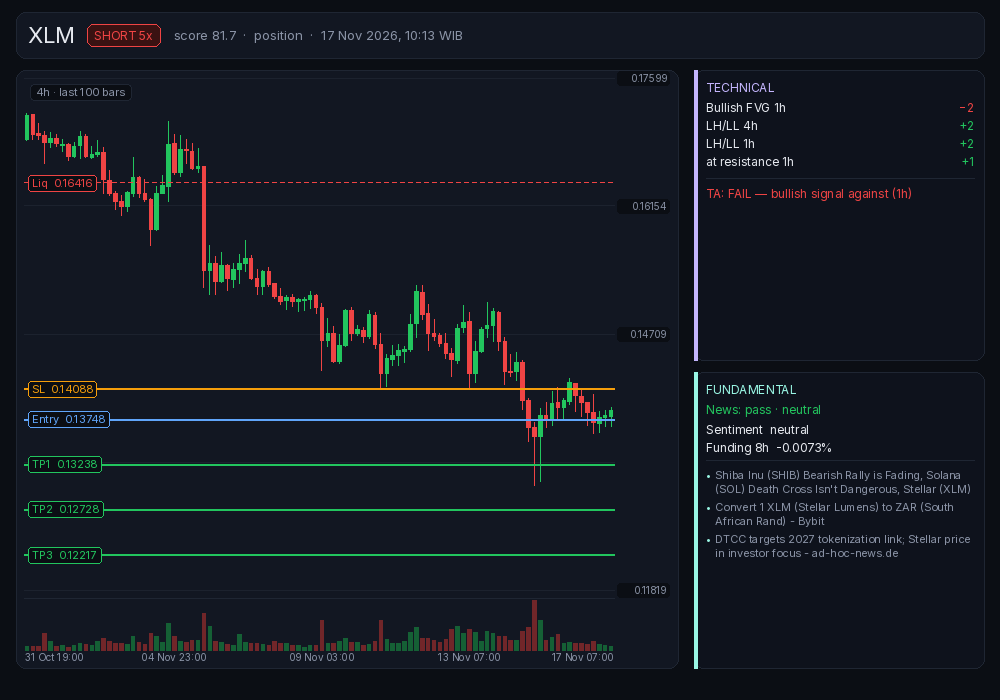 XLM SHORT 5x score 81.7 · position · 17 Nov 2026, 10:13 WIB
4h · last 100 bars
0.17599
Liq 0.16416
0.16154
0.14709
SL 0.14088
Entry 0.13748
TP1 0.13238
TP2 0.12728
TP3 0.12217
0.11819
31 Oct 19:00 04 Nov 23:00 09 Nov 03:00 13 Nov 07:00 17 Nov 07:00
TECHNICAL
Bullish FVG 1h −2
LH/LL 4h +2
LH/LL 1h +2
at resistance 1h +1
TA: FAIL — bullish signal against (1h)
FUNDAMENTAL
News: pass · neutral
Sentiment neutral
Funding 8h -0.0073%
• Shiba Inu (SHIB) Bearish Rally is Fading, Solana
(SOL) Death Cross Isn't Dangerous, Stellar (XLM)
• Convert 1 XLM (Stellar Lumens) to ZAR (South
African Rand) - Bybit
• DTCC targets 2027 tokenization link; Stellar price
in investor focus - ad-hoc-news.de